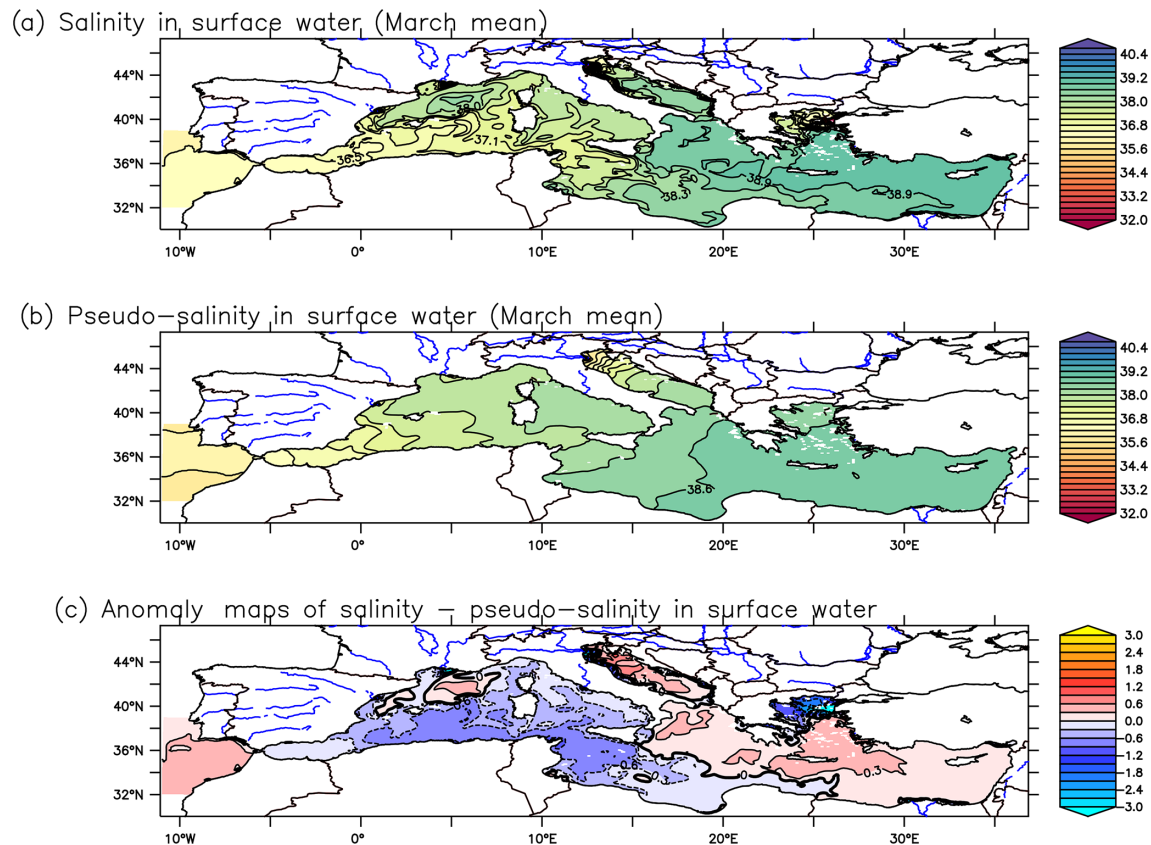 (a) Salinity in surface water (March mean)
44°N
40°N
36°N
32°N
10°W 0° 10°E 20°E 30°E
38.0
37.1
36.5
38.3
38.9
38.9
40.4
39.2
38.0
36.8
35.6
34.4
33.2
32.0
(b) Pseudo-salinity in surface water (March mean)
44°N
40°N
36°N
32°N
10°W 0° 10°E 20°E 30°E
38.6
40.4
39.2
38.0
36.8
35.6
34.4
33.2
32.0
(c) Anomaly maps of salinity - pseudo-salinity in surface water
44°N
40°N
36°N
32°N
10°W 0° 10°E 20°E 30°E
0
0
0.3
3.0
2.4
1.8
1.2
0.6
0.0
-0.6
-1.2
-1.8
-2.4
-3.0